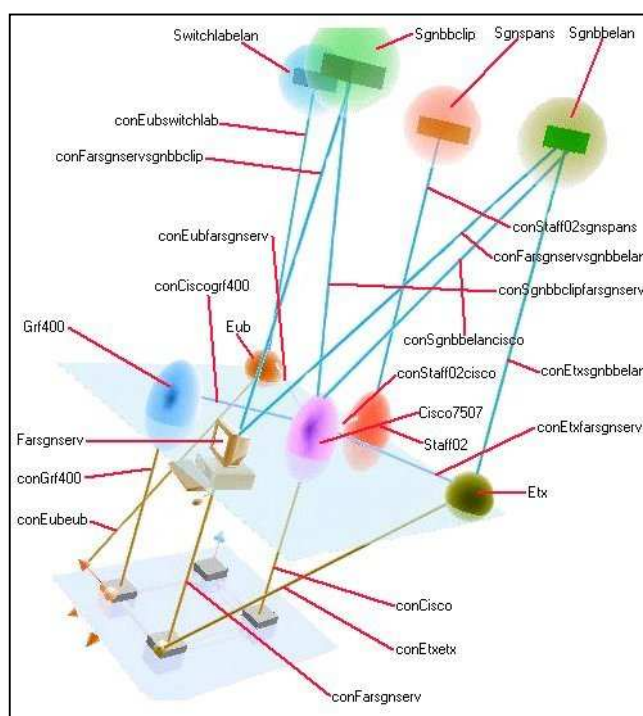 Switchlabelan
Sgnbbclip
Sgnspans
Sgnbbelan
conEubswitchlab
conFarsgnservsgnbbclip
conStaff02sgnspans
conEubfarsgnserv
conFarsgnservsgnbbelan
conCiscogrf400
conSgnbbclipfarsgnserv
Grf400
Eub
conSgnbbelancisco
conStaff02cisco
conEtxsgnbbelan
Cisco7507
conEtxfarsgnserv
Farsgnserv
Staff02
conGrf400
Etx
conEubeub
conCisco
conEtxetx
conFarsgnserv